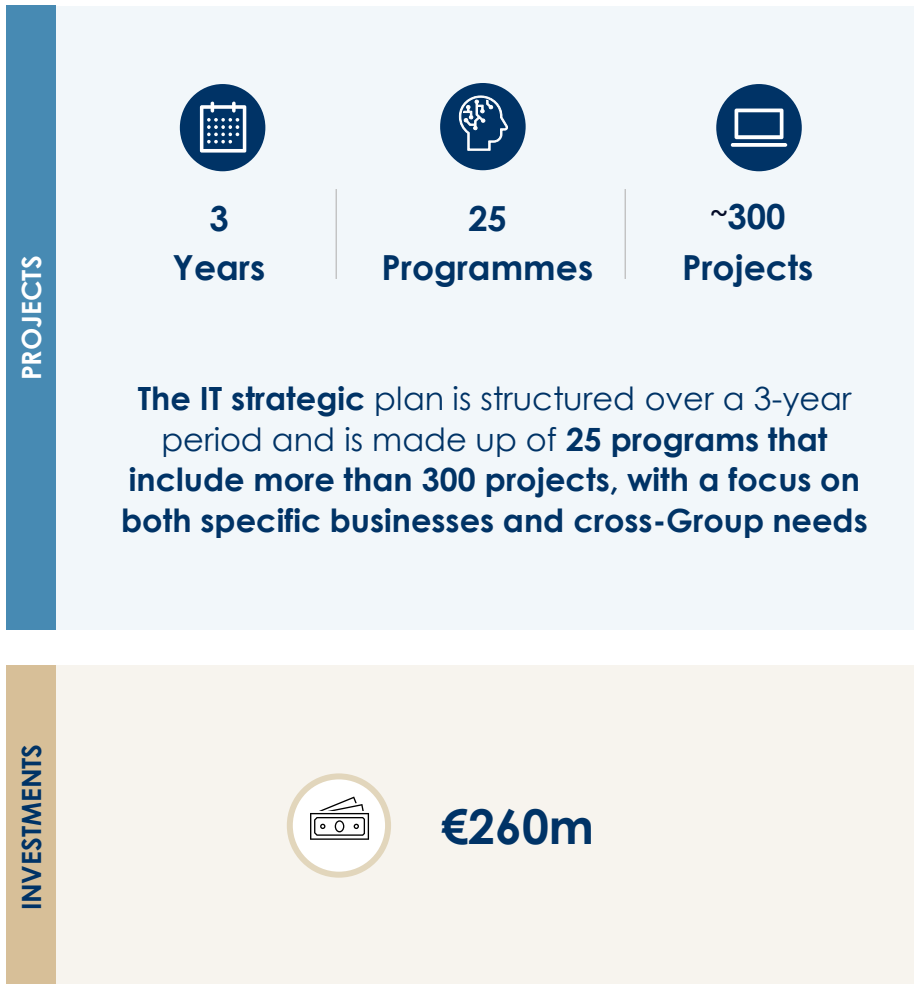 PROJECTS
3
Years
25
Programmes
~300
Projects
The IT strategic plan is structured over a 3-year
period and is made up of 25 programs that
include more than 300 projects, with a focus on
both specific businesses and cross-Group needs
INVESTMENTS
€260m